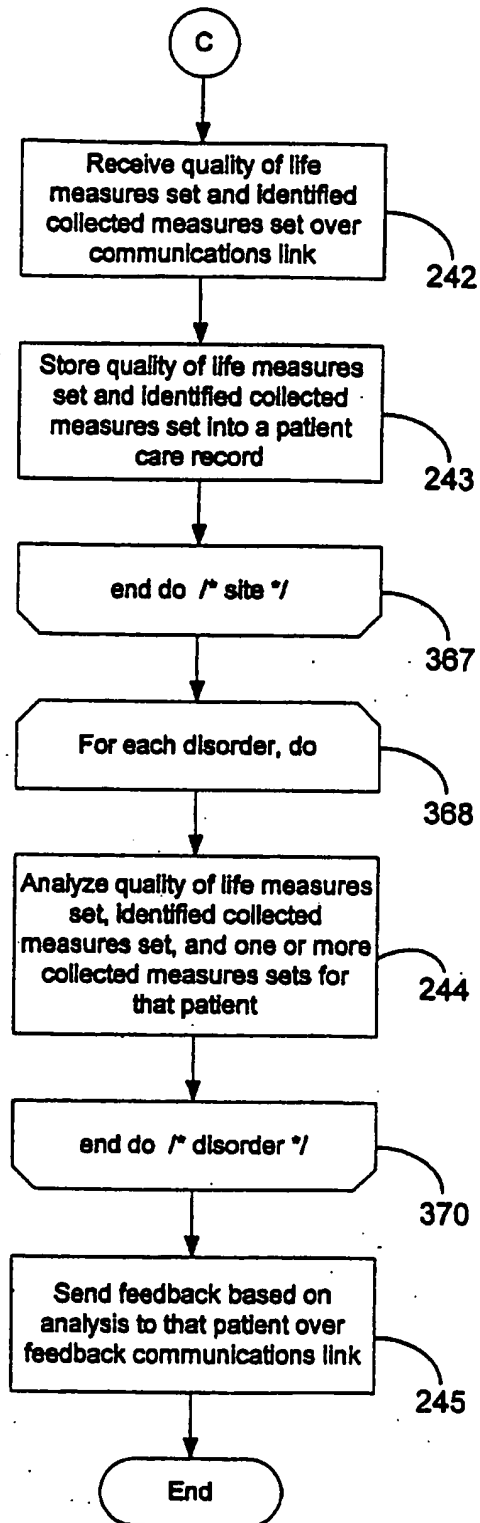 C
Receive quality of life
measures set and identified
collected measures set over
communications link
242
Store quality of life measures
set and identified collected
measures set into a patient
care record
243
end do /* site */
367
For each disorder, do
368
Analyze quality of life measures
set, identified collected
measures set, and one or more
collected measures sets for
that patient
244
end do /* disorder */
370
Send feedback based on
analysis to that patient over
feedback communications link
245
End